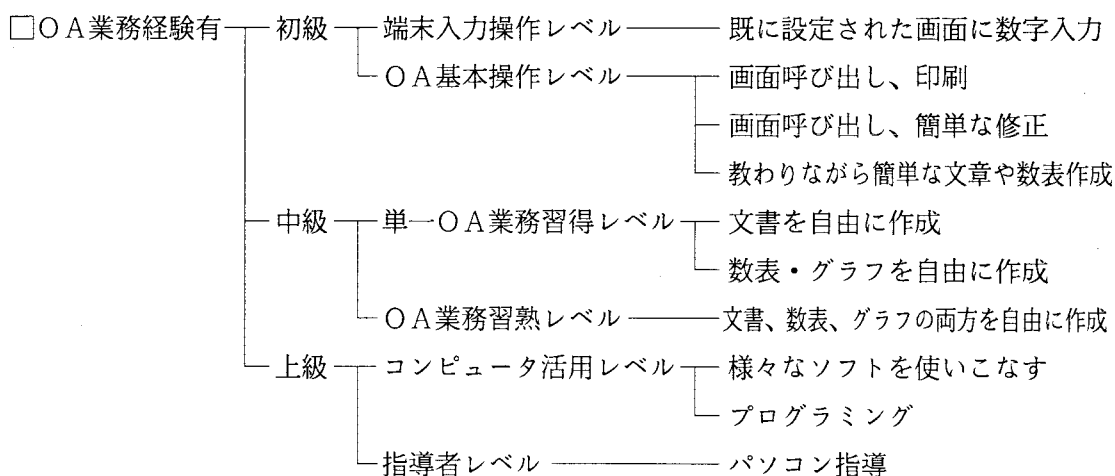 □OA業務経験有 初級 端末入力操作レベル 既に設定された画面に数字入力
OA基本操作レベル 画面呼び出し、印刷
画面呼び出し、簡単な修正
教わりながら簡単な文章や数表作成
中級 単一OA業務習得レベル 文書を自由に作成
数表・グラフを自由に作成
OA業務習熟レベル 文書、数表、グラフの両方を自由に作成
上級 コンピュータ活用レベル 様々なソフトを使いこなす
プログラミング
指導者レベル パソコン指導